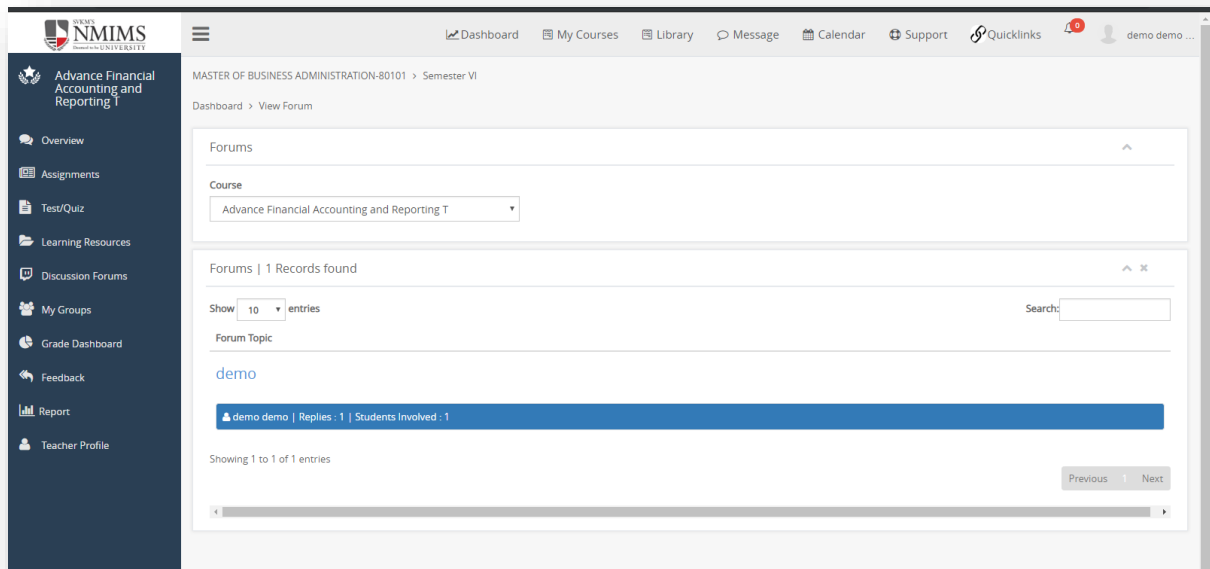 SVKM'S
NMIMS
Deemed to be UNIVERSITY
Dashboard My Courses Library Message Calendar Support Quicklinks 0 demo demo ...
Advance Financial
Accounting and
Reporting T
Overview
Assignments
Test/Quiz
Learning Resources
Discussion Forums
My Groups
Grade Dashboard
Feedback
Report
Teacher Profile
MASTER OF BUSINESS ADMINISTRATION-80101 > Semester VI
Dashboard > View Forum
Forums
Course
Advance Financial Accounting and Reporting T
Forums | 1 Records found
Show 10 entries Search:
Forum Topic
demo
demo demo | Replies : 1 | Students Involved : 1
Showing 1 to 1 of 1 entries
Previous 1 Next